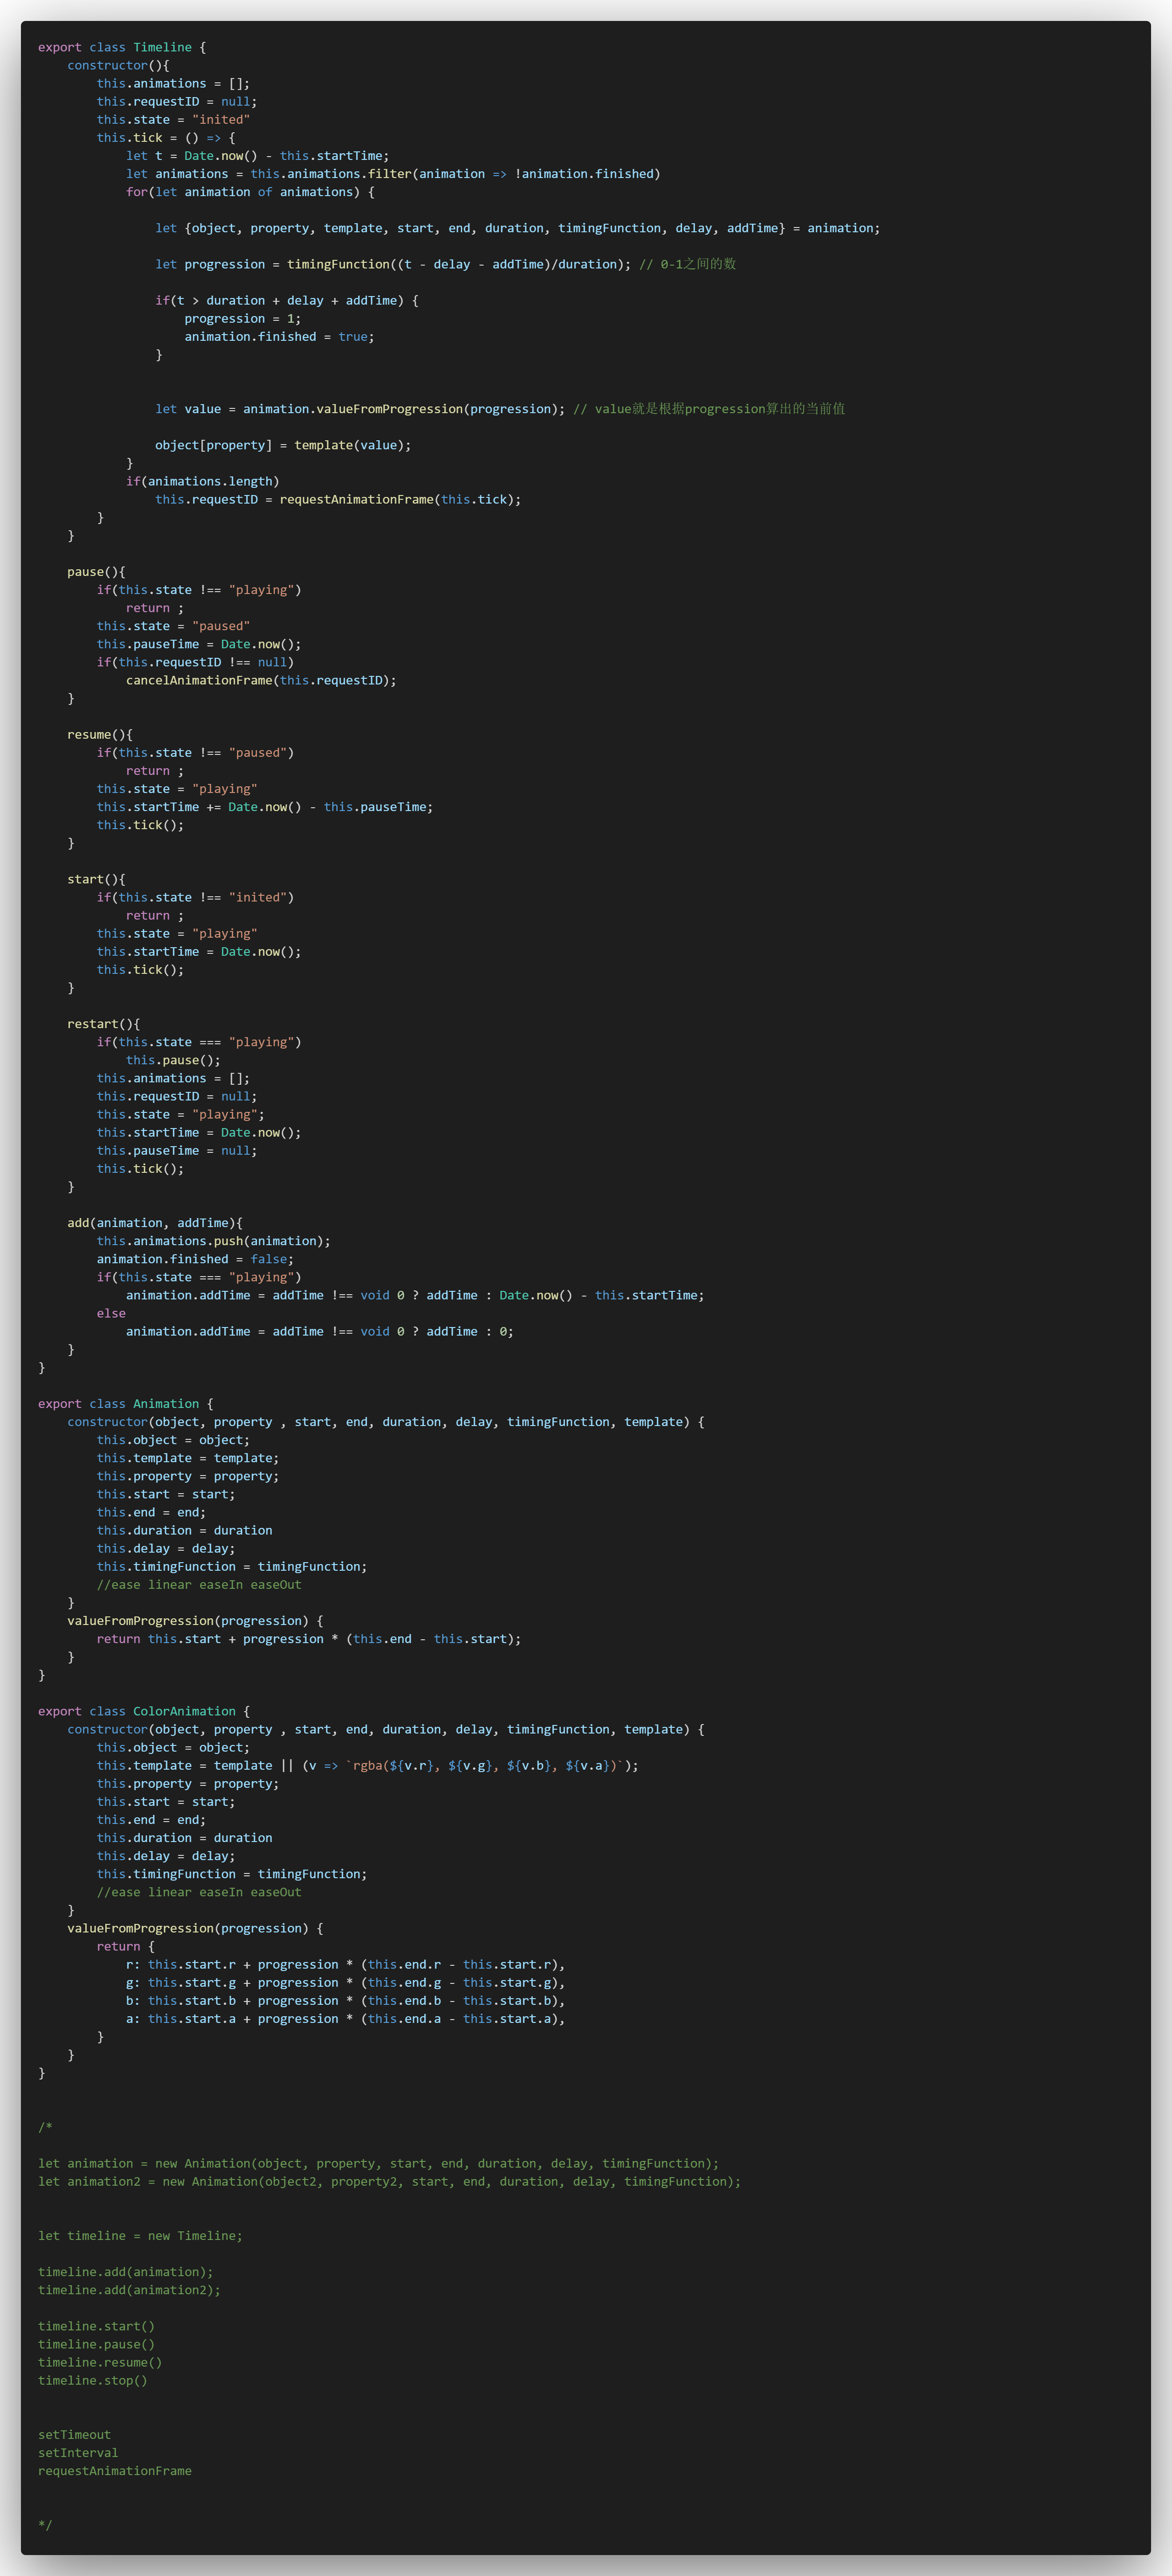 export class Timeline {
    constructor(){
        this.animations = [];
        this.requestID = null;
        this.state = "inited"
        this.tick = () => {
            let t = Date.now() - this.startTime;
            let animations = this.animations.filter(animation => !animation.finished)
            for(let animation of animations) {

                let {object, property, template, start, end, duration, timingFunction, delay, addTime} = animation;

                let progression = timingFunction((t - delay - addTime)/duration); // 0-1之间的数

                if(t > duration + delay + addTime) {
                    progression = 1;
                    animation.finished = true;
                }


                let value = animation.valueFromProgression(progression); // value就是根据progression算出的当前值

                object[property] = template(value);
            }
            if(animations.length)
                this.requestID = requestAnimationFrame(this.tick);
        }
    }

    pause(){
        if(this.state !== "playing")
            return ;
        this.state = "paused"
        this.pauseTime = Date.now();
        if(this.requestID !== null)
            cancelAnimationFrame(this.requestID);
    }

    resume(){
        if(this.state !== "paused")
            return ;
        this.state = "playing"
        this.startTime += Date.now() - this.pauseTime;
        this.tick();
    }

    start(){
        if(this.state !== "inited")
            return ;
        this.state = "playing"
        this.startTime = Date.now();
        this.tick();
    }

    restart(){
        if(this.state === "playing")
            this.pause();
        this.animations = [];
        this.requestID = null;
        this.state = "playing";
        this.startTime = Date.now();
        this.pauseTime = null;
        this.tick();
    }

    add(animation, addTime){
        this.animations.push(animation);
        animation.finished = false;
        if(this.state === "playing")
            animation.addTime = addTime !== void 0 ? addTime : Date.now() - this.startTime;
        else
            animation.addTime = addTime !== void 0 ? addTime : 0;
    }
}

export class Animation {
    constructor(object, property , start, end, duration, delay, timingFunction, template) {
        this.object = object;
        this.template = template;
        this.property = property;
        this.start = start;
        this.end = end;
        this.duration = duration
        this.delay = delay;
        this.timingFunction = timingFunction;
        //ease linear easeIn easeOut
    }
    valueFromProgression(progression) {
        return this.start + progression * (this.end - this.start);
    }
}

export class ColorAnimation {
    constructor(object, property , start, end, duration, delay, timingFunction, template) {
        this.object = object;
        this.template = template || (v => `rgba(${v.r}, ${v.g}, ${v.b}, ${v.a})`);
        this.property = property;
        this.start = start;
        this.end = end;
        this.duration = duration
        this.delay = delay;
        this.timingFunction = timingFunction;
        //ease linear easeIn easeOut
    }
    valueFromProgression(progression) {
        return {
            r: this.start.r + progression * (this.end.r - this.start.r),
            g: this.start.g + progression * (this.end.g - this.start.g),
            b: this.start.b + progression * (this.end.b - this.start.b),
            a: this.start.a + progression * (this.end.a - this.start.a),
        }
    }
}


/*

let animation = new Animation(object, property, start, end, duration, delay, timingFunction);
let animation2 = new Animation(object2, property2, start, end, duration, delay, timingFunction);


let timeline = new Timeline;

timeline.add(animation);
timeline.add(animation2);

timeline.start()
timeline.pause()
timeline.resume()
timeline.stop()


setTimeout
setInterval
requestAnimationFrame


*/